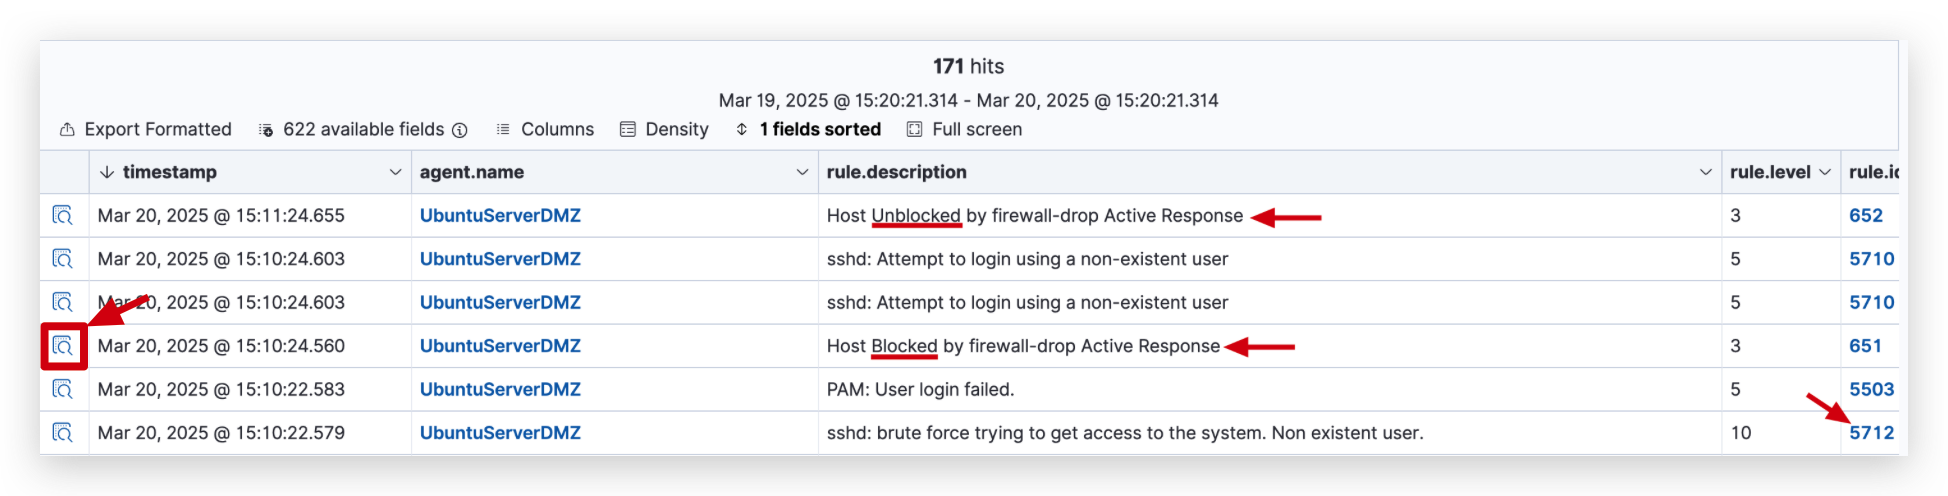 171 hits
Mar 19, 2025 @ 15:20:21.314 - Mar 20, 2025 @ 15:20:21.314
Export Formatted 622 available fields Columns Density 1 fields sorted Full screen
timestamp agent.name rule.description rule.level rule.id
Mar 20, 2025 @ 15:11:24.655 UbuntuServerDMZ Host Unblocked by firewall-drop Active Response 3 652
Mar 20, 2025 @ 15:10:24.603 UbuntuServerDMZ sshd: Attempt to login using a non-existent user 5 5710
Mar 20, 2025 @ 15:10:24.603 UbuntuServerDMZ sshd: Attempt to login using a non-existent user 5 5710
Mar 20, 2025 @ 15:10:24.560 UbuntuServerDMZ Host Blocked by firewall-drop Active Response 3 651
Mar 20, 2025 @ 15:10:22.583 UbuntuServerDMZ PAM: User login failed. 5 5503
Mar 20, 2025 @ 15:10:22.579 UbuntuServerDMZ sshd: brute force trying to get access to the system. Non existent user. 10 5712